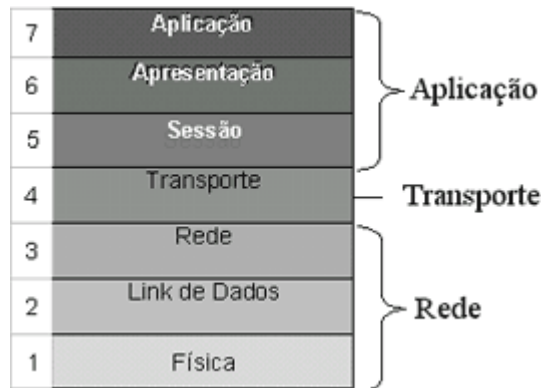 7 Aplicação
6 Apresentação
5 Sessão
4 Transporte
3 Rede
2 Link de Dados
1 Física
Aplicação
Transporte
Rede